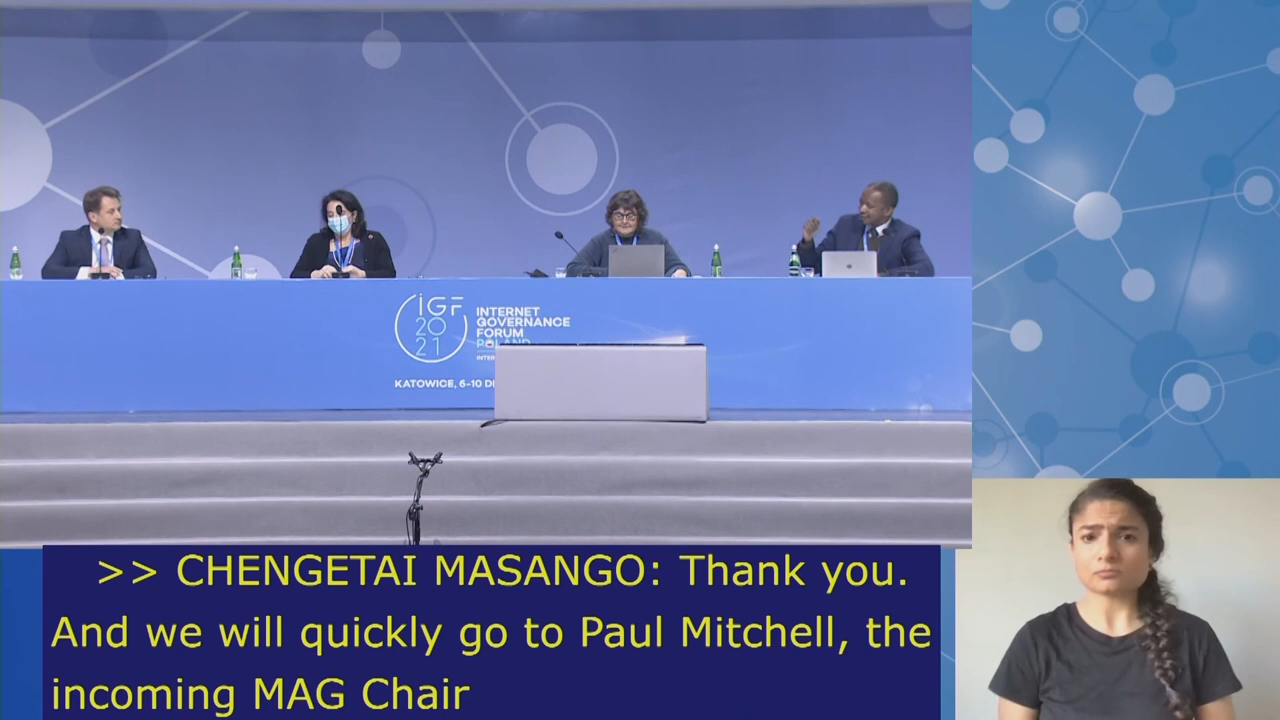 IGF
20
21
INTERNET
GOVERNANCE
FORUM
POLAND
KATOWICE, 6-10
>> CHENGETAI MASANGO: Thank you.
And we will quickly go to Paul Mitchell, the
incoming MAG Chair